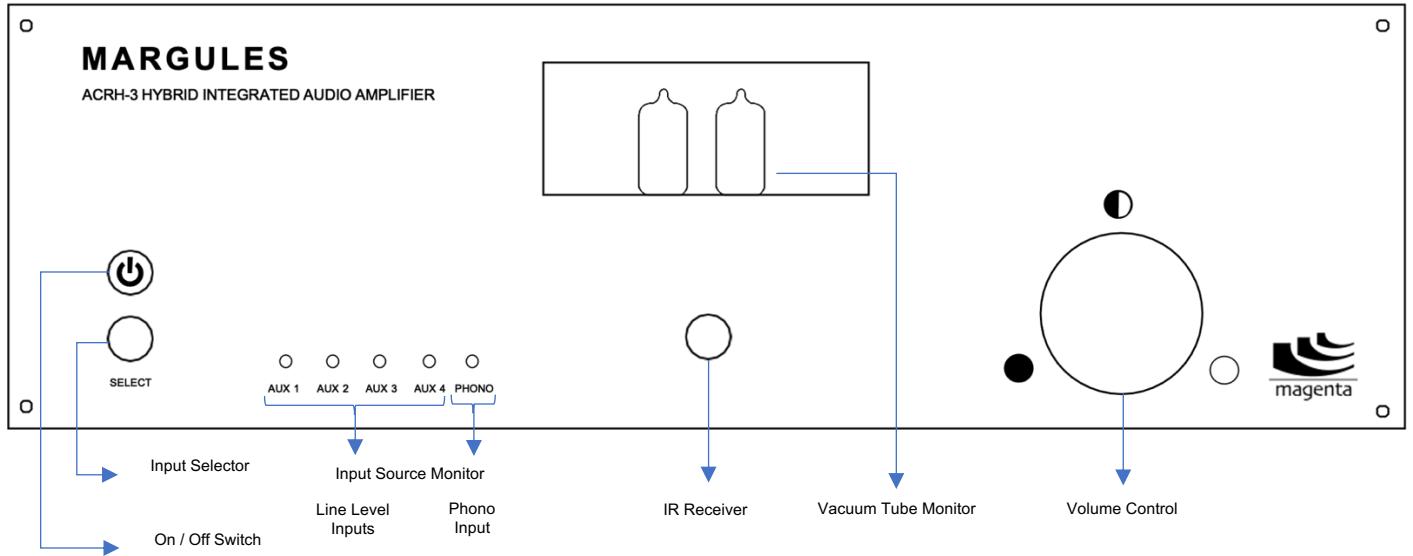 MARGULES
ACRH-3 HYBRID INTEGRATED AUDIO AMPLIFIER
SELECT
AUX 1 AUX 2 AUX 3 AUX 4 PHONO
magenta
Input Selector
Input Source Monitor
Line Level
Inputs
Phono
Input
IR Receiver
Vacuum Tube Monitor
Volume Control
On / Off Switch